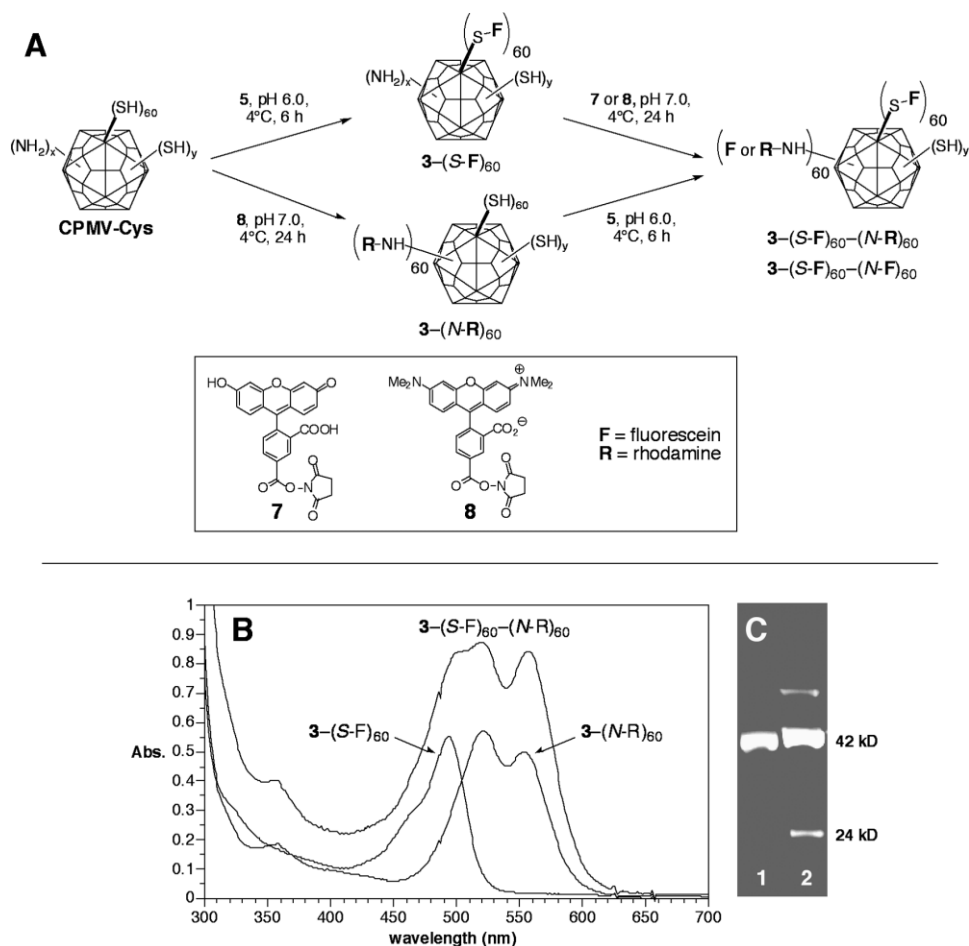 A
(S-F)60
(NH2)x
(SH)y
3–(S-F)60
5, pH 6.0,
4°C, 6 h
7 or 8, pH 7.0,
4°C, 24 h
(SH)60
(NH2)x
(SH)y
CPMV-Cys
8, pH 7.0,
4°C, 24 h
(R–NH)60
(SH)60
(SH)y
3–(N-R)60
5, pH 6.0,
4°C, 6 h
(S-F)60
(F or R–NH)60
(SH)y
3–(S-F)60–(N-R)60
3–(S-F)60–(N-F)60
HO
O
O
COOH
O
O
N
O
O
7
Me2N
O
⊕
NMe2
CO2⊖
O
O
N
O
O
8
F = fluorescein
R = rhodamine
B
3–(S-F)60–(N-R)60
3–(S-F)60
3–(N-R)60
Abs.
1
0.9
0.8
0.7
0.6
0.5
0.4
0.3
0.2
0.1
0
300 350 400 450 500 550 600 650 700
wavelength (nm)
C
42 kD
24 kD
1 2